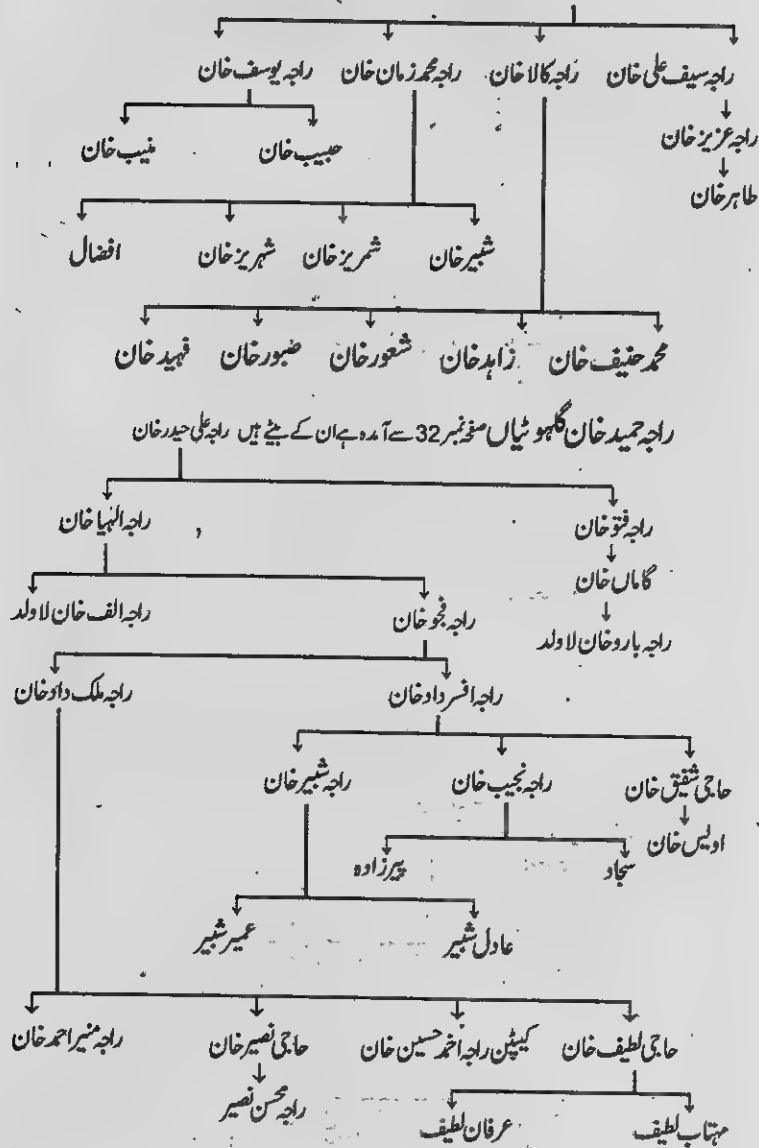 راجہ سیف علی خان راجہ کالا خان راجہ محمد زمان خان راجہ یوسف خان
راجہ عزیز خان حبیب خان منیب خان
طاہر خان
شبیر خان شمریز خان شہریز خان افضال
محمد حنیف خان زاہد خان شعور خان صبور خان فہید خان
راجہ حمید خان گلہوٹیاں صفحہ نمبر 32 سے آمدہ ہے ان کے بیٹے ہیں راجہ علی حیدر خان
راجہ فتو خان راجہ الہیا خان
گاماں خان
راجہ فجو خان راجہ الف خان لاولد
راجہ بارو خان لاولد
راجہ افسر داد خان راجہ ملک داد خان
حاجی شفیق خان راجہ نجیب خان راجہ شبیر خان
اویس خان
سجاد پیرزادہ
عادل شبیر عمیر شبیر
حاجی لطیف خان کیپٹن راجہ احمد حسین خان حاجی نصیر خان راجہ منیر احمد خان
راجہ محسن نصیر
مہتاب لطیف عرفان لطیف